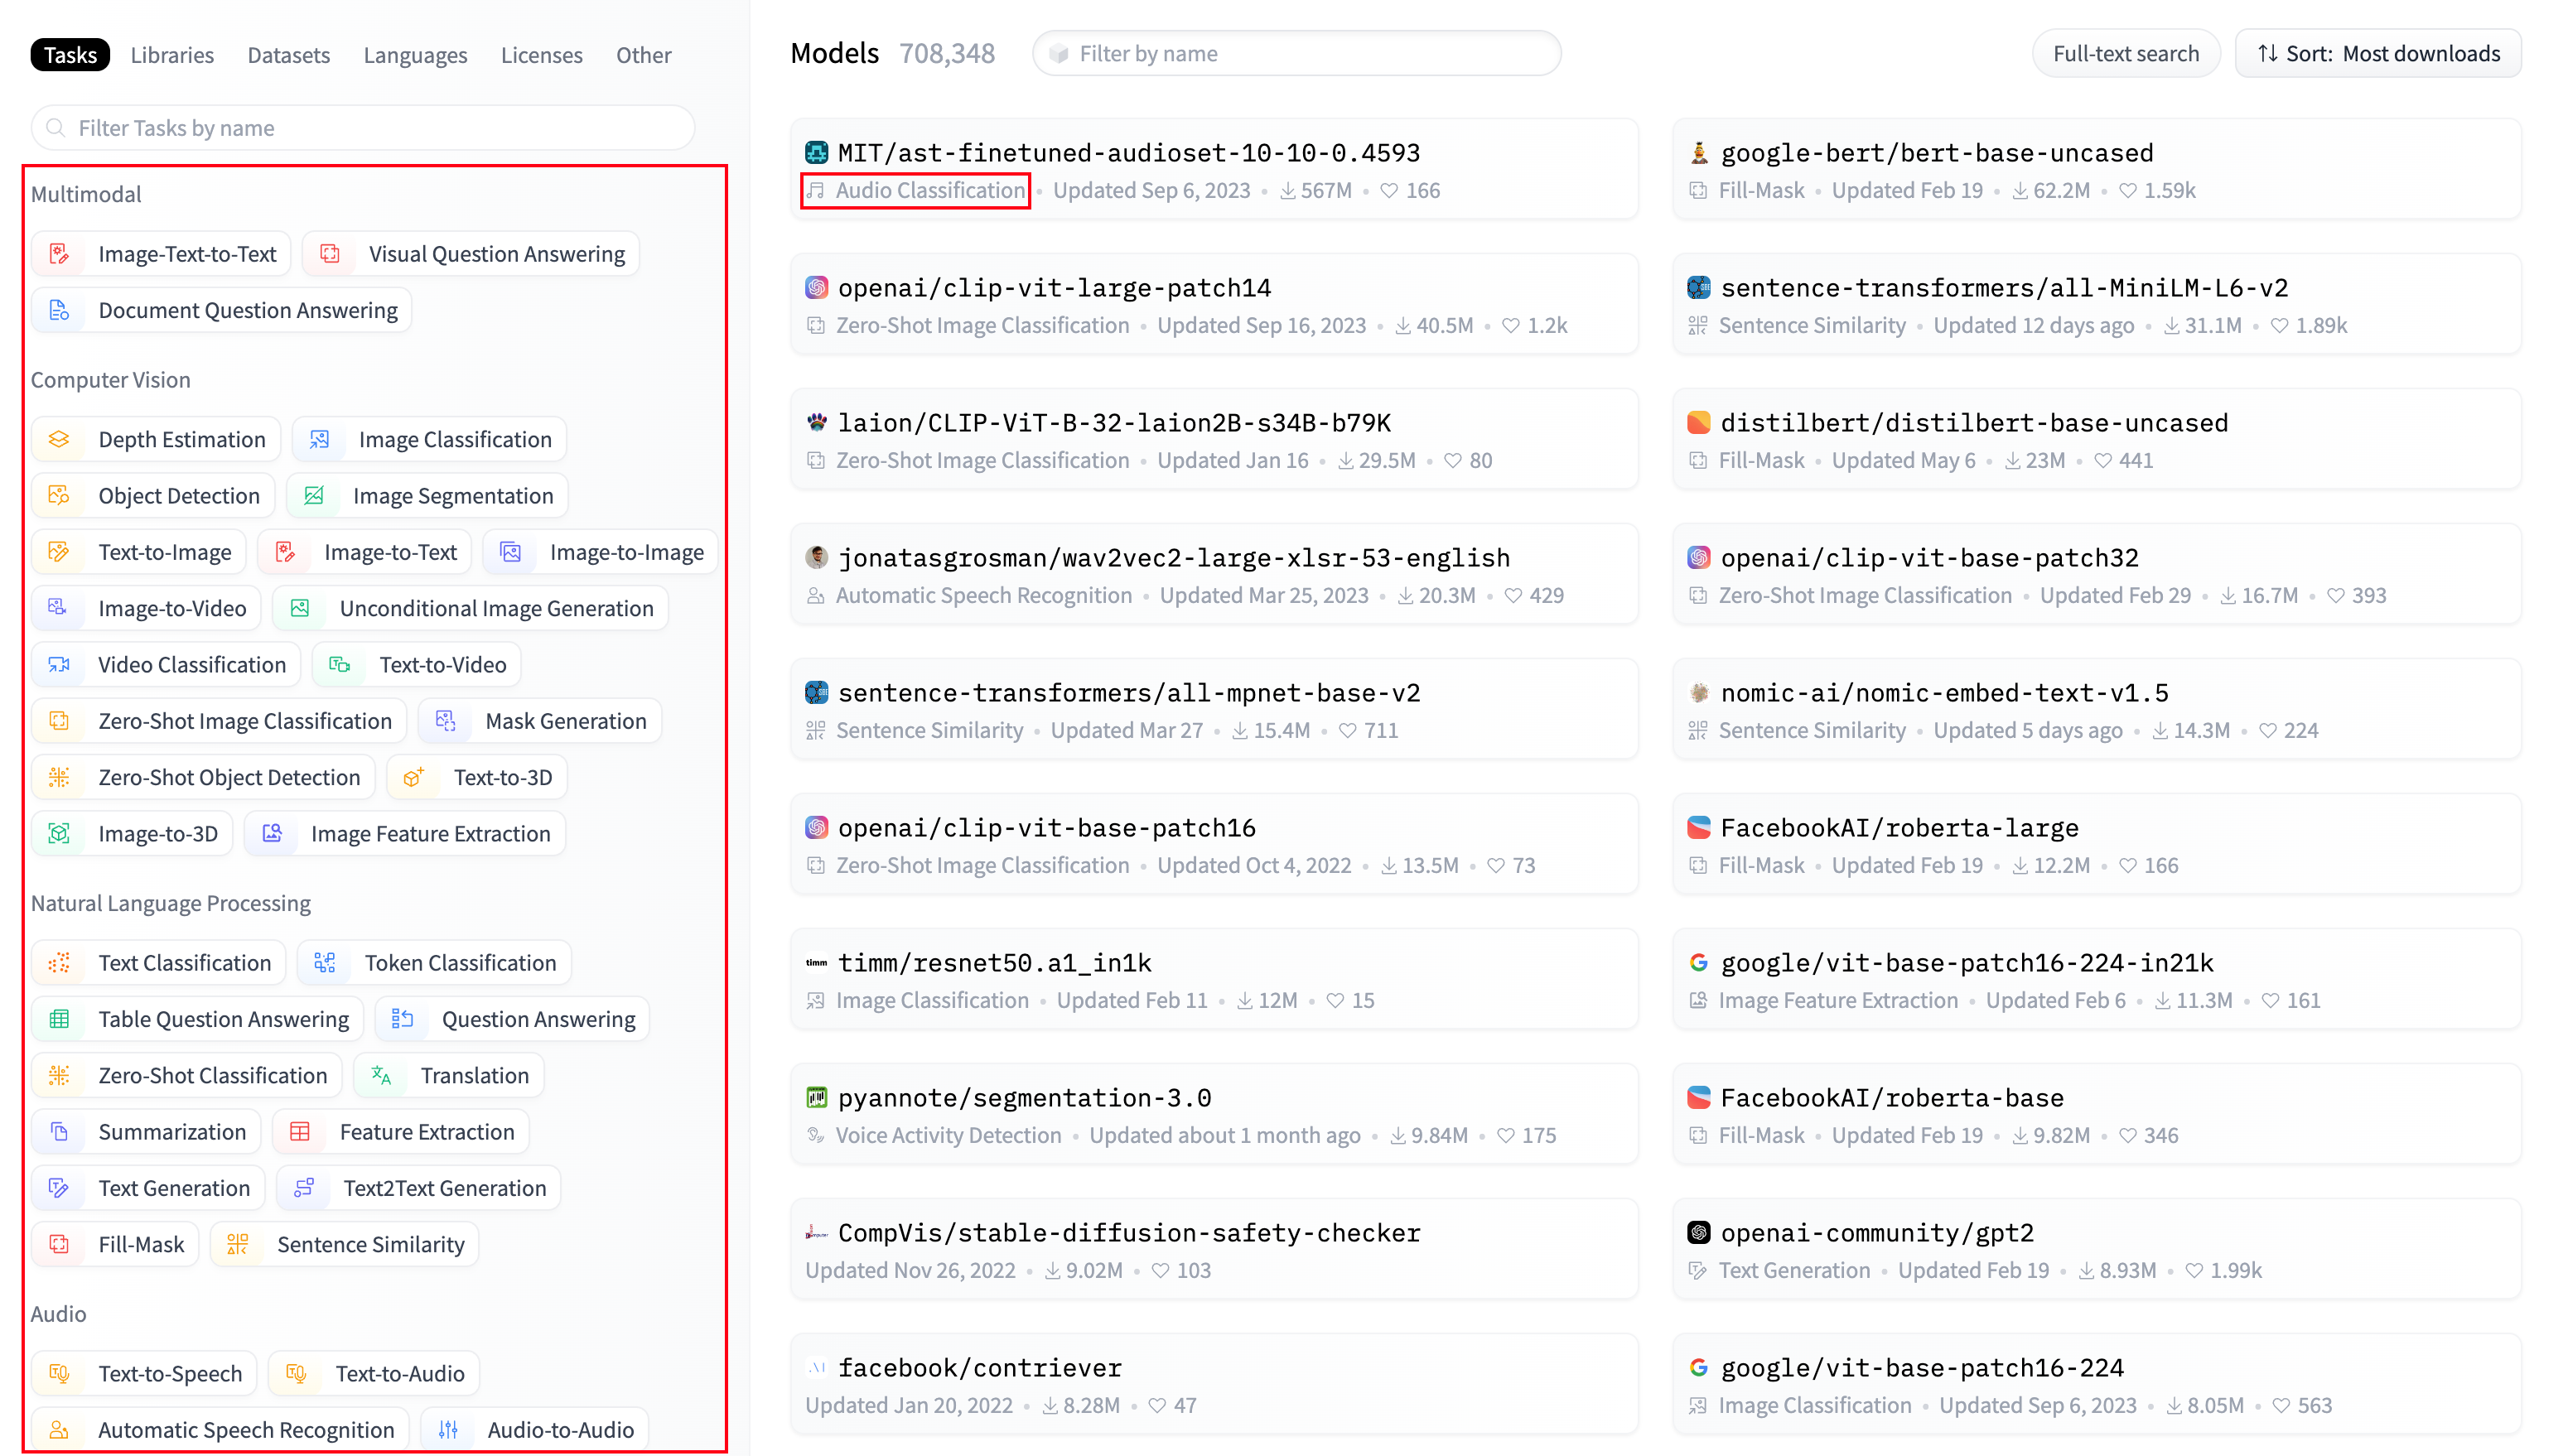 Tasks Libraries Datasets Languages Licenses Other
Filter Tasks by name
Multimodal
Image-Text-to-Text Visual Question Answering
Document Question Answering
Computer Vision
Depth Estimation Image Classification
Object Detection Image Segmentation
Text-to-Image Image-to-Text Image-to-Image
Image-to-Video Unconditional Image Generation
Video Classification Text-to-Video
Zero-Shot Image Classification Mask Generation
Zero-Shot Object Detection Text-to-3D
Image-to-3D Image Feature Extraction
Natural Language Processing
Text Classification Token Classification
Table Question Answering Question Answering
Zero-Shot Classification Translation
Summarization Feature Extraction
Text Generation Text2Text Generation
Fill-Mask Sentence Similarity
Audio
Text-to-Speech Text-to-Audio
Automatic Speech Recognition Audio-to-Audio
Models 708,348 Filter by name Full-text search Sort: Most downloads
MIT/ast-finetuned-audioset-10-10-0.4593
Audio Classification • Updated Sep 6, 2023 • 567M • 166
google-bert/bert-base-uncased
Fill-Mask • Updated Feb 19 • 62.2M • 1.59k
openai/clip-vit-large-patch14
Zero-Shot Image Classification • Updated Sep 16, 2023 • 40.5M • 1.2k
sentence-transformers/all-MiniLM-L6-v2
Sentence Similarity • Updated 12 days ago • 31.1M • 1.89k
laion/CLIP-ViT-B-32-laion2B-s34B-b79K
Zero-Shot Image Classification • Updated Jan 16 • 29.5M • 80
distilbert/distilbert-base-uncased
Fill-Mask • Updated May 6 • 23M • 441
jonatasgrosman/wav2vec2-large-xlsr-53-english
Automatic Speech Recognition • Updated Mar 25, 2023 • 20.3M • 429
openai/clip-vit-base-patch32
Zero-Shot Image Classification • Updated Feb 29 • 16.7M • 393
sentence-transformers/all-mpnet-base-v2
Sentence Similarity • Updated Mar 27 • 15.4M • 711
nomic-ai/nomic-embed-text-v1.5
Sentence Similarity • Updated 5 days ago • 14.3M • 224
openai/clip-vit-base-patch16
Zero-Shot Image Classification • Updated Oct 4, 2022 • 13.5M • 73
FacebookAI/roberta-large
Fill-Mask • Updated Feb 19 • 12.2M • 166
timm timm/resnet50.a1_in1k
Image Classification • Updated Feb 11 • 12M • 15
google/vit-base-patch16-224-in21k
Image Feature Extraction • Updated Feb 6 • 11.3M • 161
pyannote/segmentation-3.0
Voice Activity Detection • Updated about 1 month ago • 9.84M • 175
FacebookAI/roberta-base
Fill-Mask • Updated Feb 19 • 9.82M • 346
CompVis/stable-diffusion-safety-checker
Updated Nov 26, 2022 • 9.02M • 103
openai-community/gpt2
Text Generation • Updated Feb 19 • 8.93M • 1.99k
facebook/contriever
Updated Jan 20, 2022 • 8.28M • 47
google/vit-base-patch16-224
Image Classification • Updated Sep 6, 2023 • 8.05M • 563